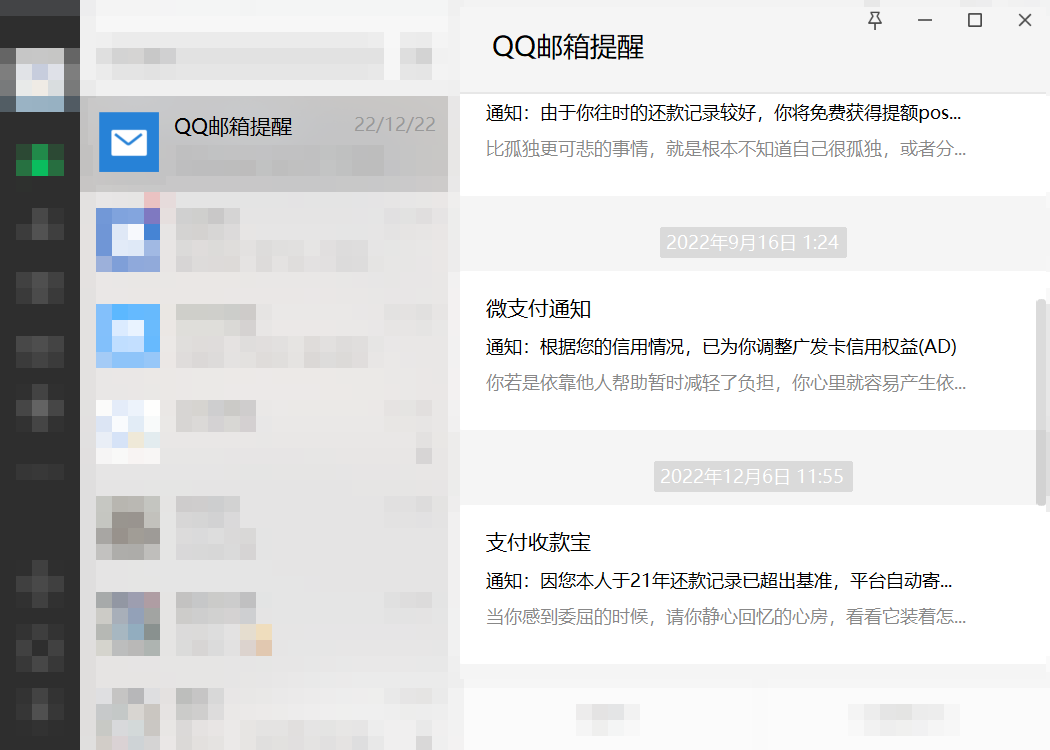 QQ邮箱提醒
22/12/22
QQ邮箱提醒
通知：由于你往时的还款记录较好，你将免费获得提额pos...
比孤独更可悲的事情，就是根本不知道自己很孤独，或者分...
2022年9月16日 1:24
微支付通知
通知：根据您的信用情况，已为你调整广发卡信用权益(AD)
你若是依靠他人帮助暂时减轻了负担，你心里就容易产生依...
2022年12月6日 11:55
支付收款宝
通知：因您本人于21年还款记录已超出基准，平台自动寄...
当你感到委屈的时候，请你静心回忆的心房，看看它装着怎...